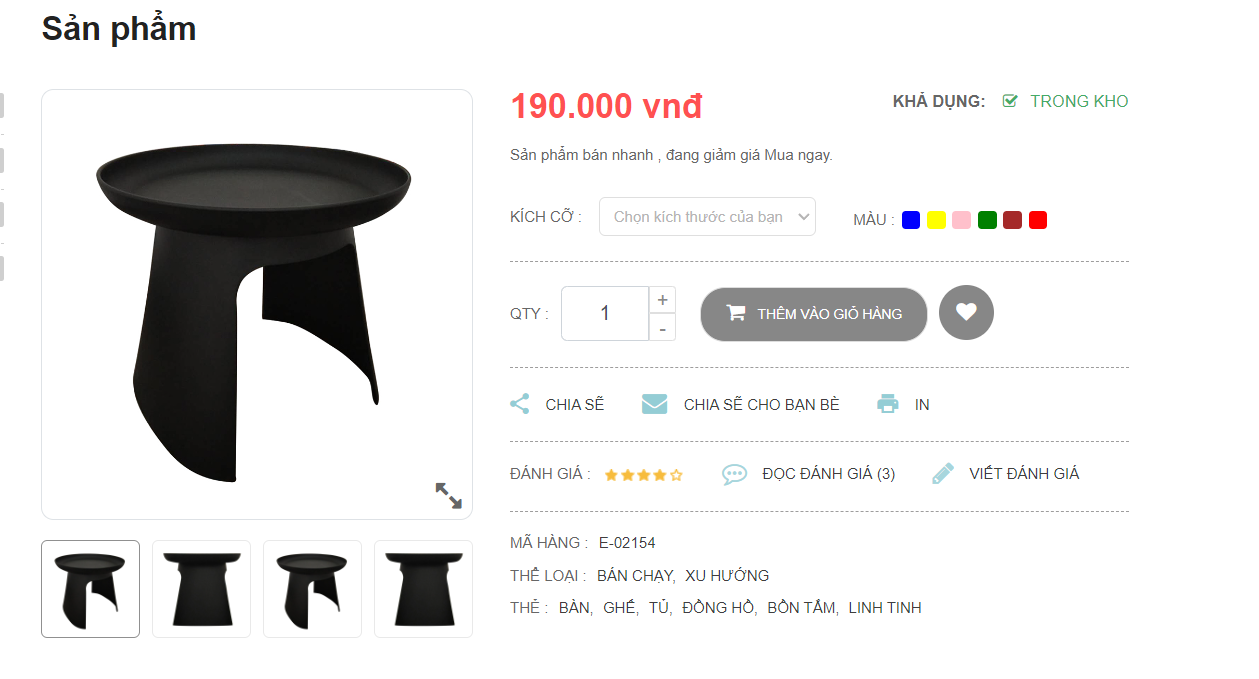 Sản phẩm
190.000 vnđ
KHẢ DỤNG: TRONG KHO
Sản phẩm bán nhanh , đang giảm giá Mua ngay.
KÍCH CỠ : Chọn kích thước của bạn MÀU :
QTY : 1 + - THÊM VÀO GIỎ HÀNG
CHIA SẼ CHIA SẼ CHO BẠN BÈ IN
ĐÁNH GIÁ : ĐỌC ĐÁNH GIÁ (3) VIẾT ĐÁNH GIÁ
MÃ HÀNG : E-02154
THỂ LOẠI : BÁN CHẠY, XU HƯỚNG
THẺ : BÀN, GHẾ, TỦ, ĐỒNG HỒ, BỒN TẮM, LINH TINH